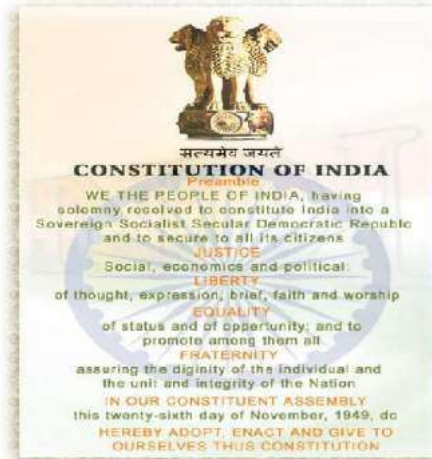 सत्यमेव जयते
CONSTITUTION OF INDIA
Preamble
WE THE PEOPLE OF INDIA, having
solemny resolved to constitute India into a
Sovereign Socialist Secular Democratic Republc
and to secure to all its citizens
JUSTICE
Social, economics and political:
LIBERTY
of thought, expression, brief, faith and worship
EQUALITY
of status and of oppertunity; and to
promote among them all
FRATERNITY
assuring the diginity of the individual and
the unit and integrity of the Nation
IN OUR CONSTITUENT ASSEMBLY
this twenty-sixth day of November, 1949, do
HEREBY ADOPT, ENACT AND GIVE TO
OURSELVES THUS CONSTITUTION